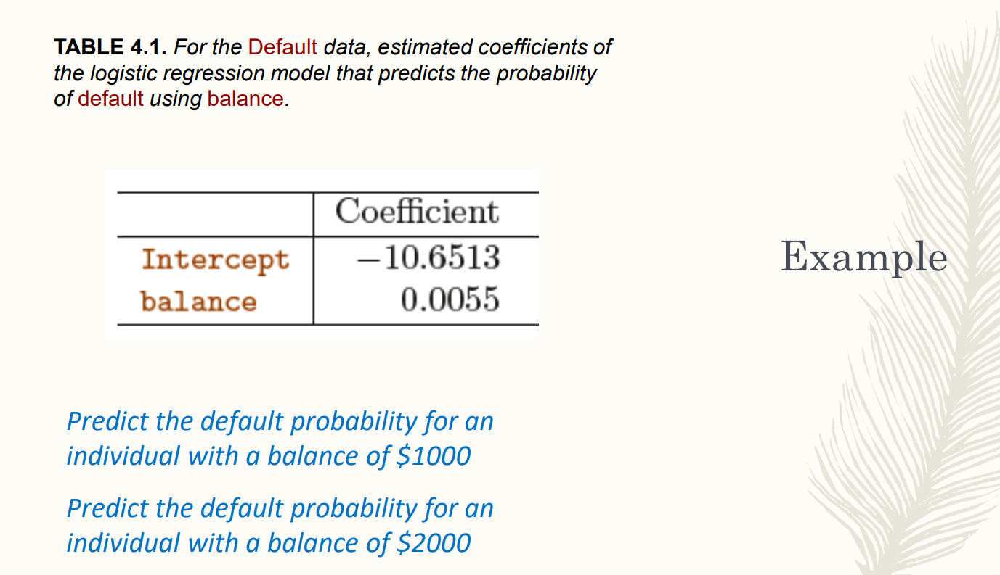 TABLE 4.1. For the Default data, estimated coefficients of
the logistic regression model that predicts the probability
of default using balance.
Coefficient
Intercept −10.6513
balance 0.0055
Example
Predict the default probability for an
individual with a balance of $1000
Predict the default probability for an
individual with a balance of $2000